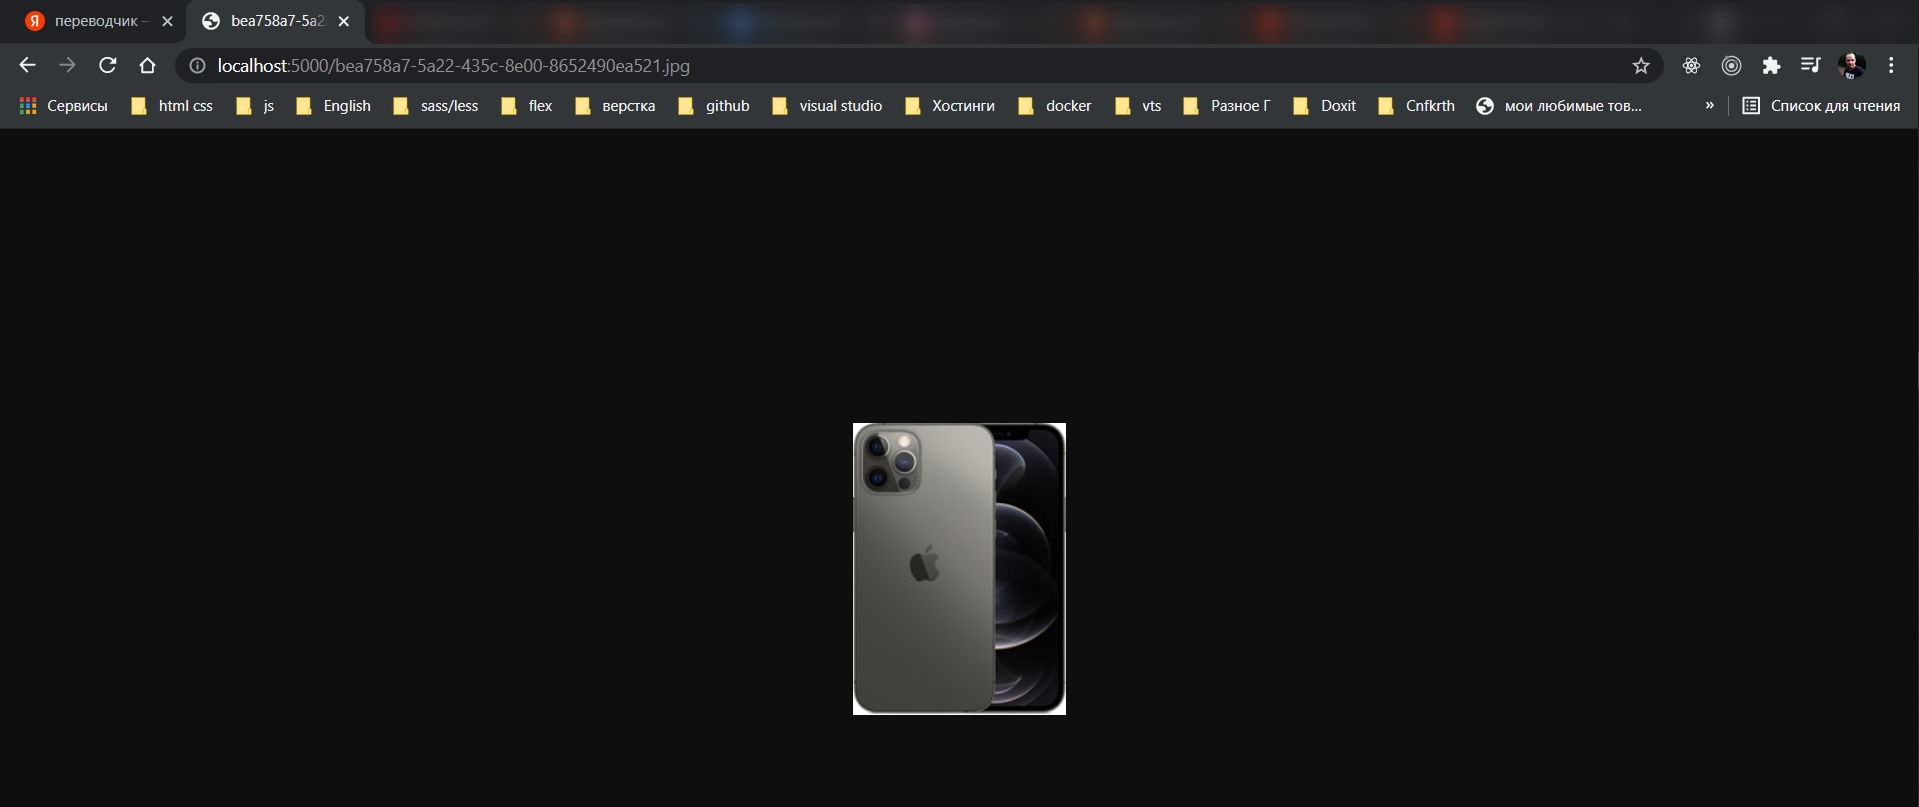 переводчик –
bea758a7-5a2
localhost:5000/bea758a7-5a22-435c-8e00-8652490ea521.jpg
Сервисы html css js English sass/less flex верстка github visual studio Хостинги docker vts Разное Г Doxit Cnfkrth мои любимые тов... » Список для чтения